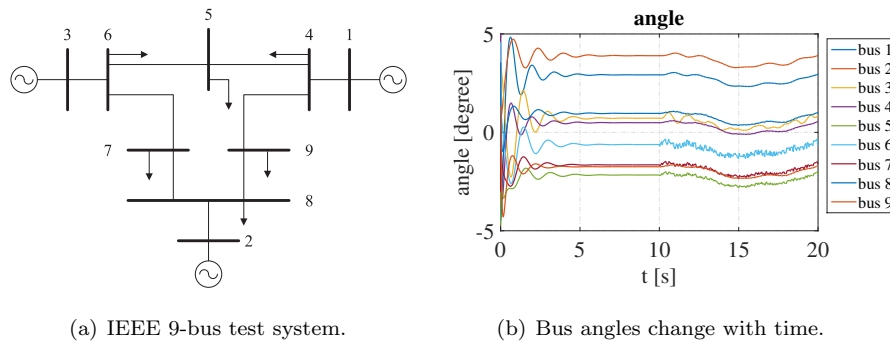 3 6 5 4 1
7 9
8
2
(a) IEEE 9-bus test system.
angle
angle [degree]
5
0
-5
0 5 10 15 20
t [s]
bus 1
bus 2
bus 3
bus 4
bus 5
bus 6
bus 7
bus 8
bus 9
(b) Bus angles change with time.